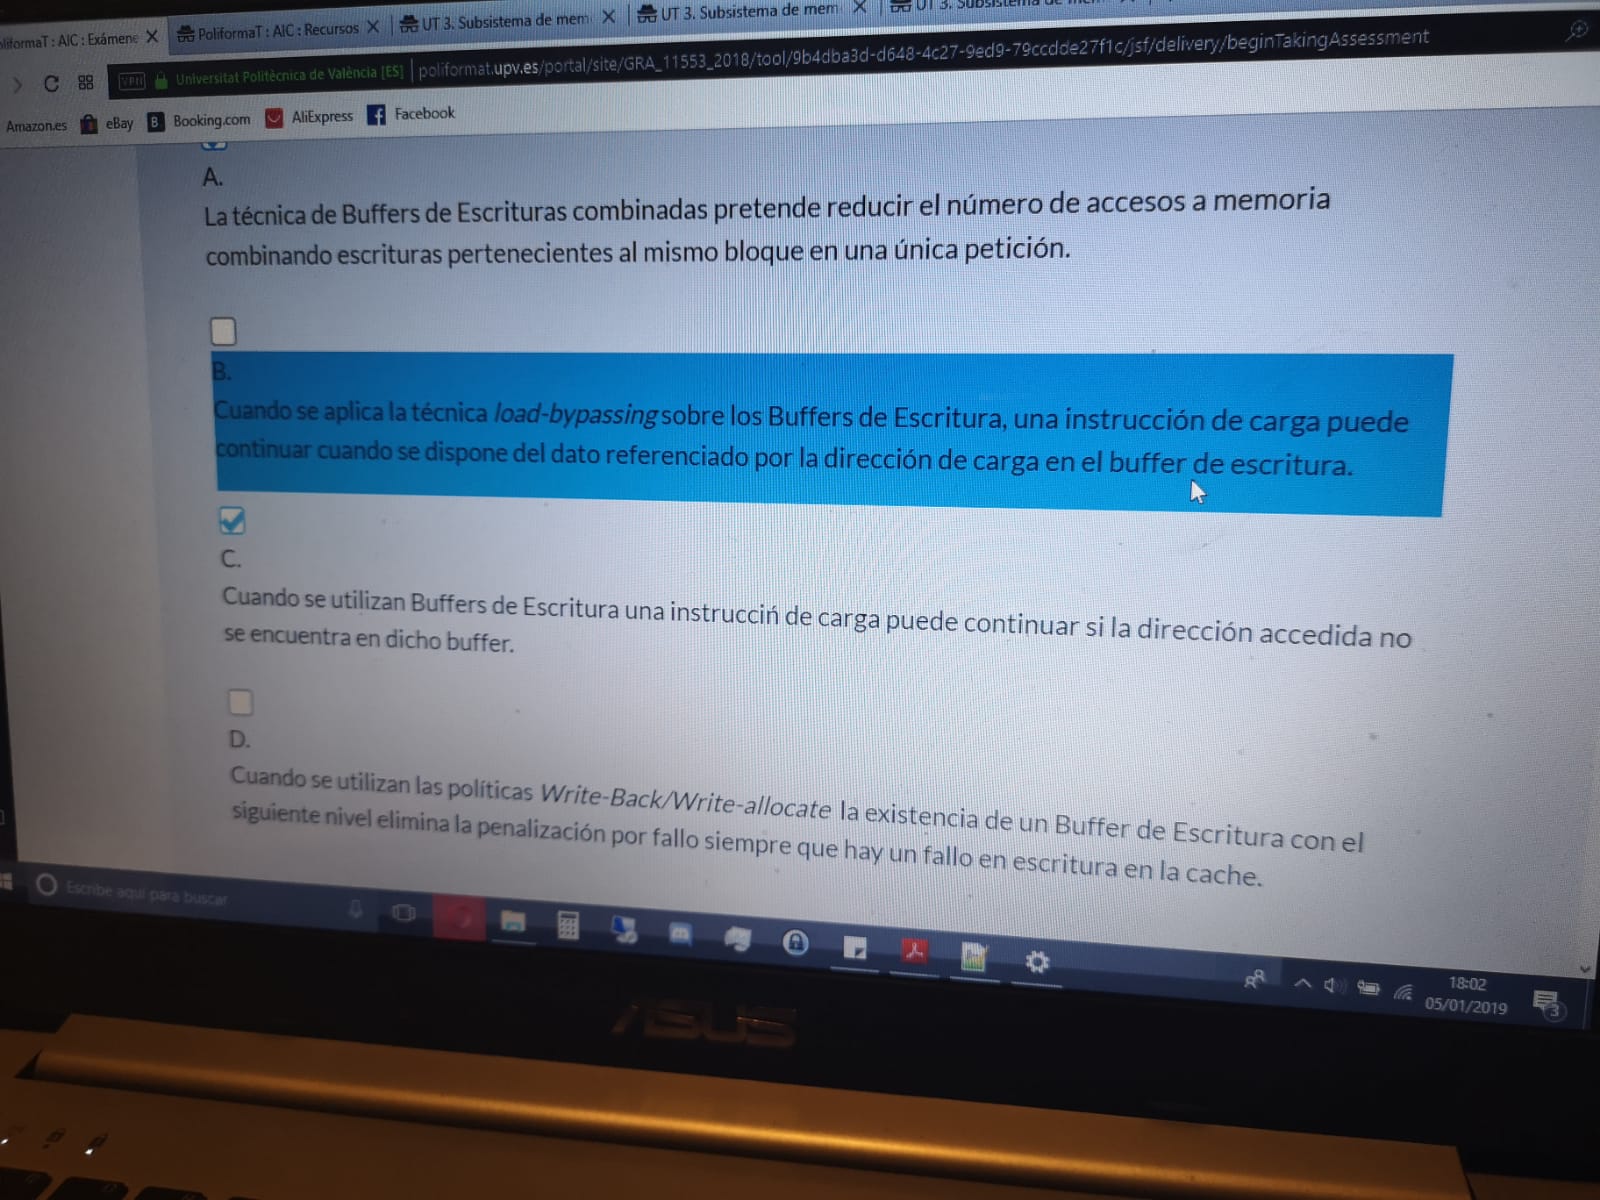 liformaT : AIC : Exámene
PoliformaT : AIC : Recursos
UT 3. Subsistema de mem
UT 3. Subsistema de mem
UT 3. Subsistema de mem
VPN
Universitat Politècnica de València [ES]
poliformat.upv.es/portal/site/GRA_11553_2018/tool/9b4dba3d-d648-4c27-9ed9-79ccdde27f1c/jsf/delivery/beginTakingAssessment
Amazon.es
eBay
B Booking.com
AliExpress
f Facebook
A.
La técnica de Buffers de Escrituras combinadas pretende reducir el número de accesos a memoria
combinando escrituras pertenecientes al mismo bloque en una única petición.
B.
Cuando se aplica la técnica load-bypassing sobre los Buffers de Escritura, una instrucción de carga puede
continuar cuando se dispone del dato referenciado por la dirección de carga en el buffer de escritura.
C.
Cuando se utilizan Buffers de Escritura una instrucciń de carga puede continuar si la dirección accedida no
se encuentra en dicho buffer.
D.
Cuando se utilizan las políticas Write-Back/Write-allocate la existencia de un Buffer de Escritura con el
siguiente nivel elimina la penalización por fallo siempre que hay un fallo en escritura en la cache.
Escribe aquí para buscar
18:02
05/01/2019
3
ASUS